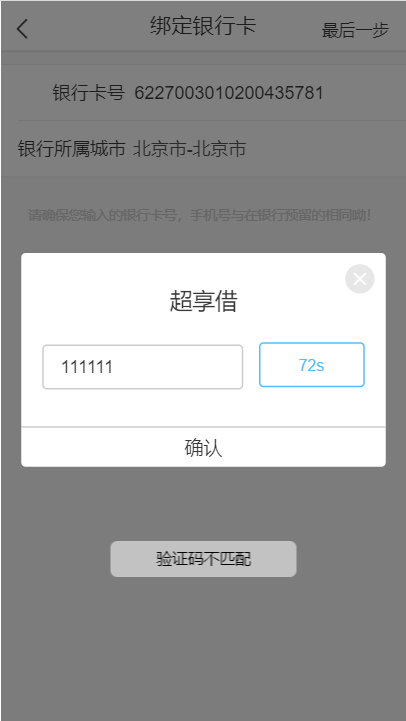 绑定银行卡
最后一步
银行卡号 6227003010200435781
银行所属城市 北京市-北京市
请确保您输入的银行卡号，手机号与在银行预留的相同呦！
超享借
111111
72s
确认
验证码不匹配